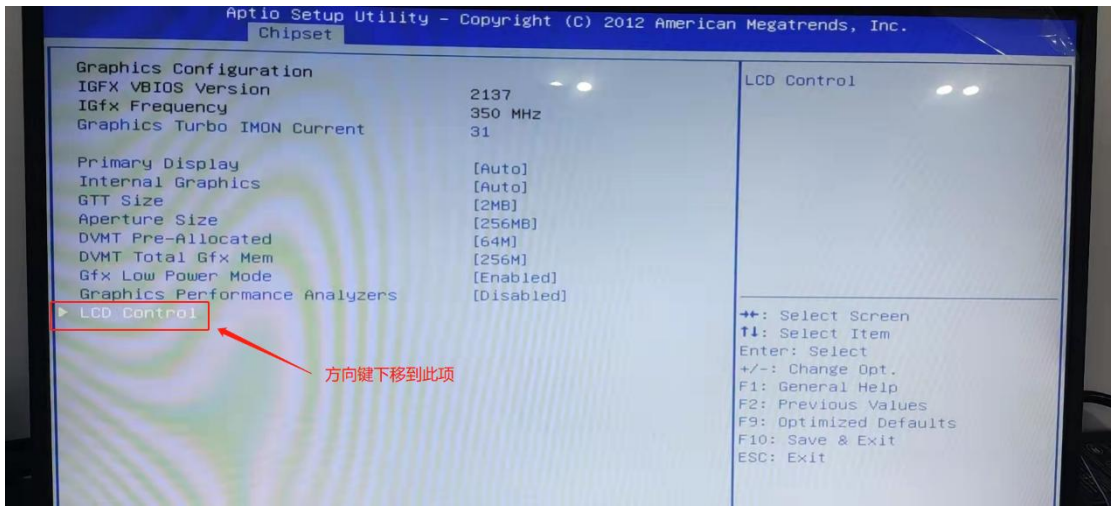 Aptio Setup Utility – Copyright (C) 2012 American Megatrends, Inc.
Chipset
Graphics Configuration
IGFX VBIOS Version 2137
IGfx Frequency 350 MHz
Graphics Turbo IMON Current 31
Primary Display [Auto]
Internal Graphics [Auto]
GTT Size [2MB]
Aperture Size [256MB]
DVMT Pre-Allocated [64M]
DVMT Total Gfx Mem [256M]
Gfx Low Power Mode [Enabled]
Graphics Performance Analyzers [Disabled]
▶ LCD Control
方向键下移到此项
LCD Control
→←: Select Screen
↑↓: Select Item
Enter: Select
+/-: Change Opt.
F1: General Help
F2: Previous Values
F9: Optimized Defaults
F10: Save & Exit
ESC: Exit